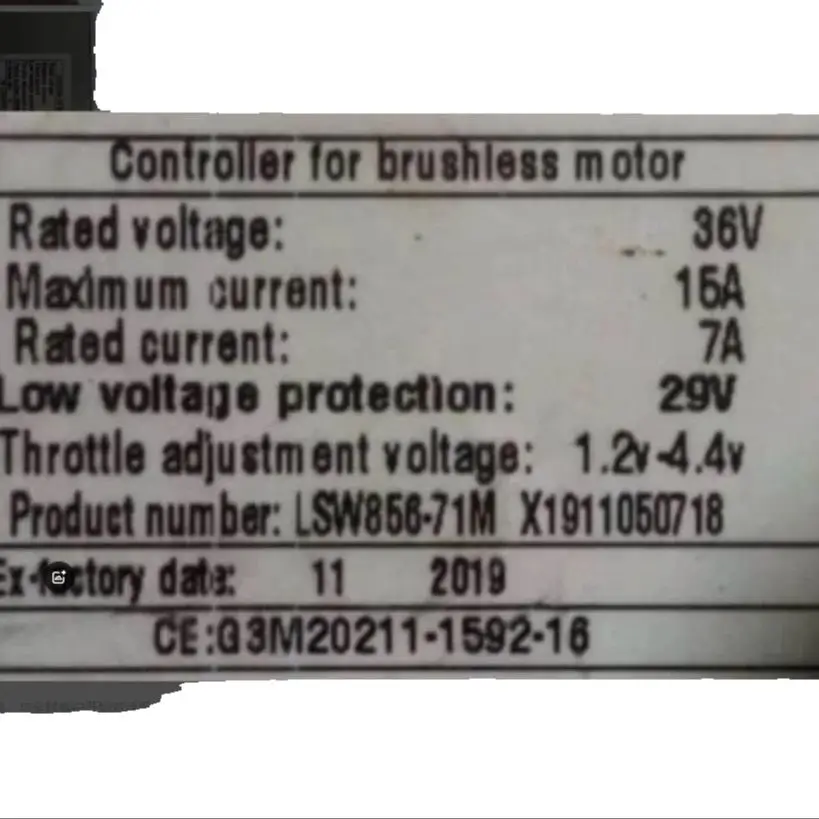 Controller for brushless motor
Rated voltage: 36V
Maximum current: 15A
Rated current: 7A
Low voltage protection: 29V
Throttle adjustment voltage: 1.2v-4.4v
Product number: LSW856-71M X1911050718
Ex-factory date: 11 2019
CE:G3M20211-1592-16